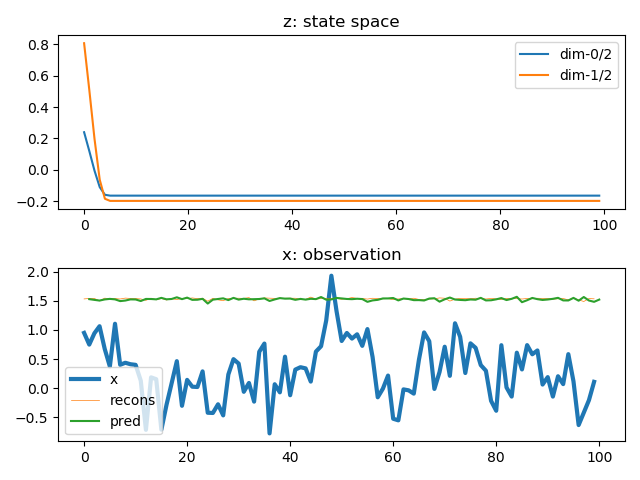 z: state space
0.8
0.6
0.4
0.2
0.0
−0.2
dim-0/2
dim-1/2
0 20 40 60 80 100
x: observation
2.0
1.5
1.0
0.5
0.0
−0.5
x
recons
pred
0 20 40 60 80 100